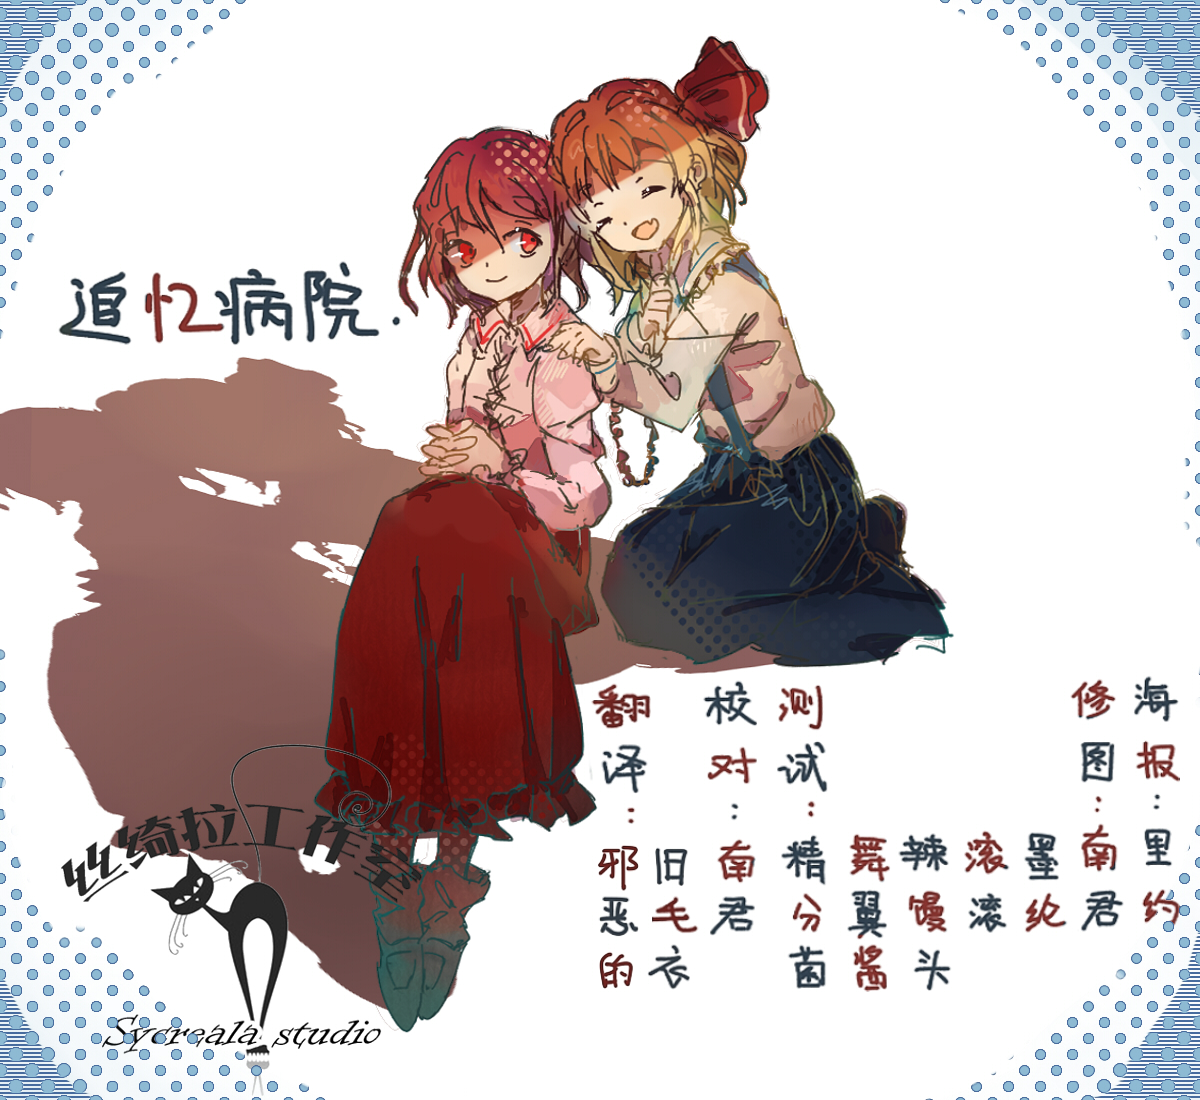 追忆病院.
翻译：邪恶的
旧毛衣
校对：南君
测试：精分菌
舞翼酱
辣馒头
滚滚
墨纶
修图：南君
海报：里约
丝绮拉工作室
Sycreala studio